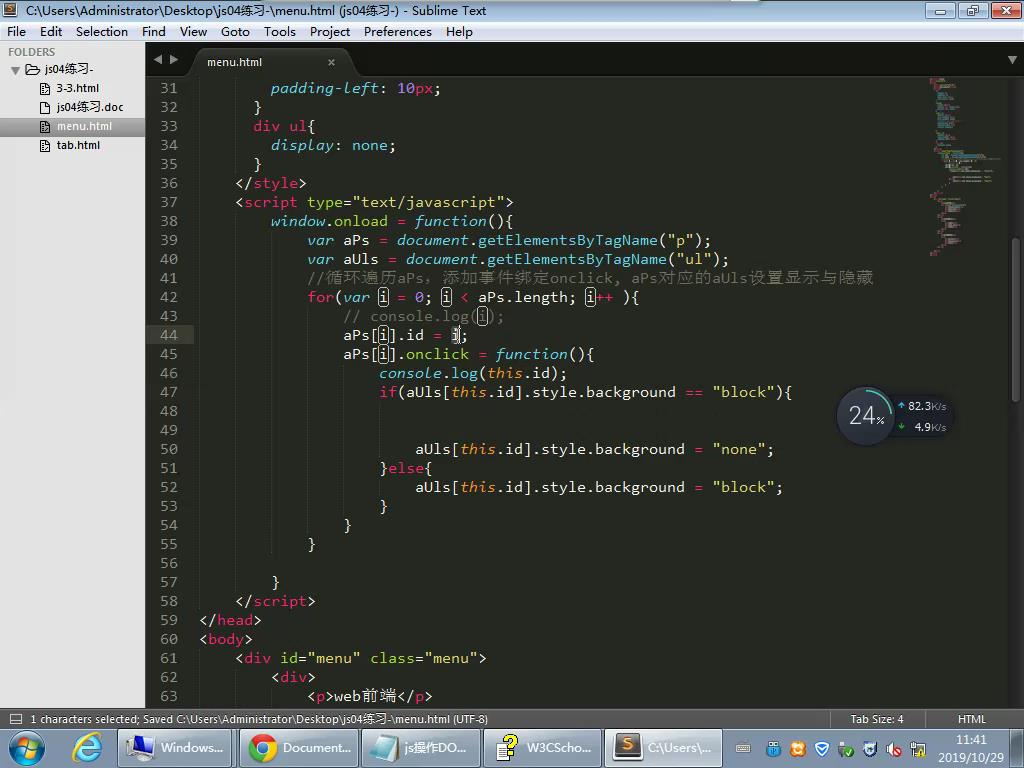 C:\Users\Administrator\Desktop\js04练习-\menu.html (js04练习-) - Sublime Text
File Edit Selection Find View Goto Tools Project Preferences Help
FOLDERS
js04练习-
3-3.html
js04练习.doc
menu.html
tab.html
menu.html ×
31 padding-left: 10px;
32 }
33 div ul{
34 display: none;
35 }
36 </style>
37 <script type="text/javascript">
38 window.onload = function(){
39 var aPs = document.getElementsByTagName("p");
40 var aUls = document.getElementsByTagName("ul");
41 //循环遍历aPs，添加事件绑定onclick, aPs对应的aUls设置显示与隐藏
42 for(var i = 0; i < aPs.length; i++ ){
43 // console.log(i);
44 aPs[i].id = i;
45 aPs[i].onclick = function(){
46 console.log(this.id);
47 if(aUls[this.id].style.background == "block"){
48
49
50 aUls[this.id].style.background = "none";
51 }else{
52 aUls[this.id].style.background = "block";
53 }
54 }
55 }
56
57 }
58 </script>
59 </head>
60 <body>
61 <div id="menu" class="menu">
62 <div>
63 <p>web前端</p>
24%
82.3K/s
4.9K/s
1 characters selected; Saved C:\Users\Administrator\Desktop\js04练习-\menu.html (UTF-8)
Tab Size: 4
HTML
Windows...
Document...
js操作DO...
W3CScho...
C:\Users\...
11:41
2019/10/29